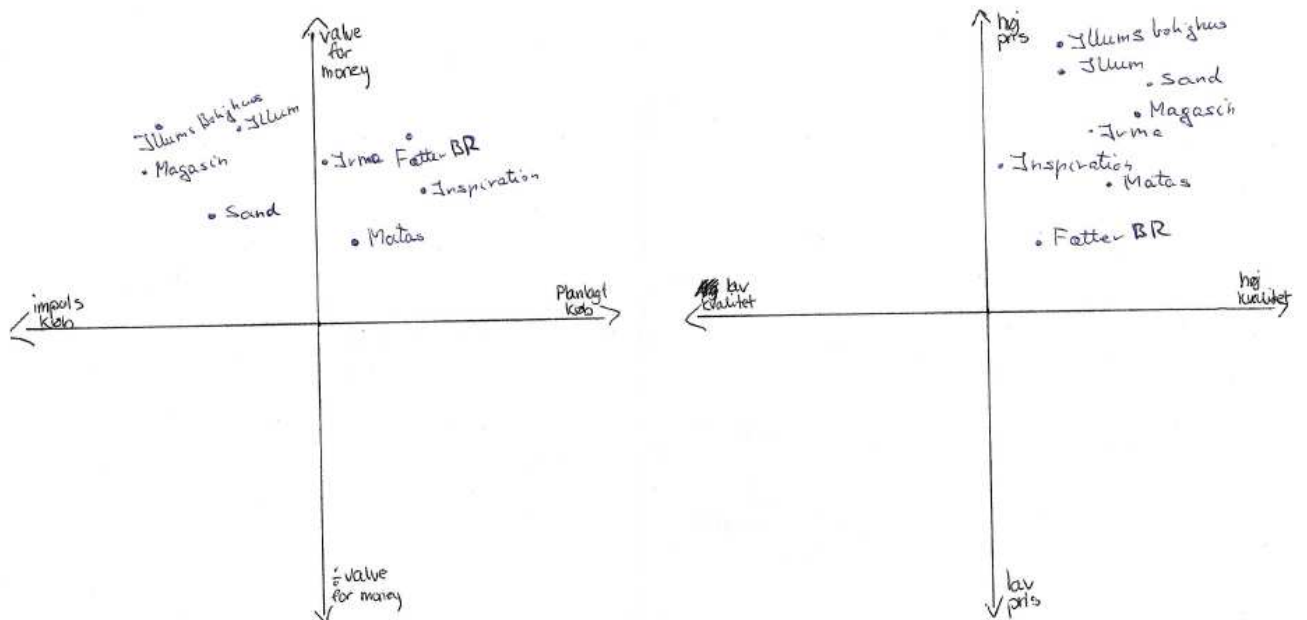 value
for
money
Illums Bolighus
Illum
Magasin
Irma
Fætter BR
Inspiration
Sand
Matas
impuls
køb
Planlagt
køb
÷ value
for money
høj
pris
Illums bolighus
Illum
Sand
Magasin
Irma
Inspiration
Matas
Fætter BR
lav
kvalitet
høj
kvalitet
lav
pris